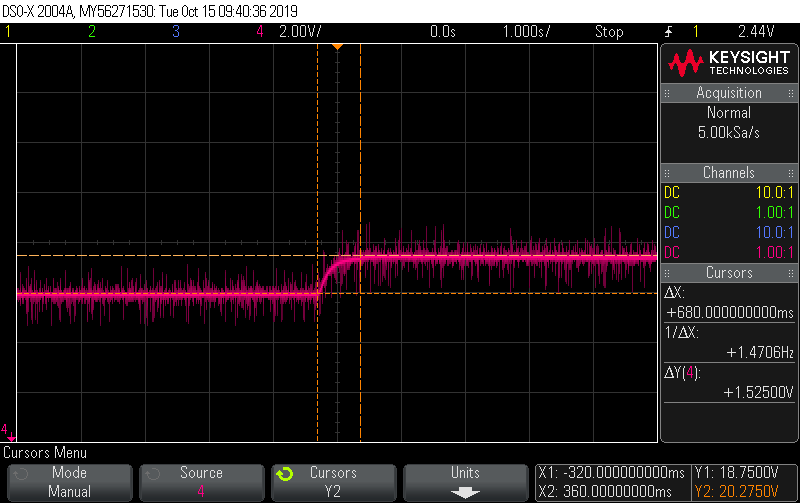 DSO-X 2004A, MY56271530: Tue Oct 15 09:40:36 2019
1 2 3 4 2.00V/ 0.0s 1.000s/ Stop 1 2.44V
KEYSIGHT
TECHNOLOGIES
Acquisition
Normal
5.00kSa/s
Channels
DC 10.0:1
DC 1.00:1
DC 10.0:1
DC 1.00:1
Cursors
ΔX:
+680.000000000ms
1/ΔX:
+1.4706Hz
ΔY(4):
+1.52500V
4
Cursors Menu
Mode
Manual
Source
4
Cursors
Y2
Units
X1: -320.000000000ms
X2: 360.000000000ms
Y1: 18.7500V
Y2: 20.2750V